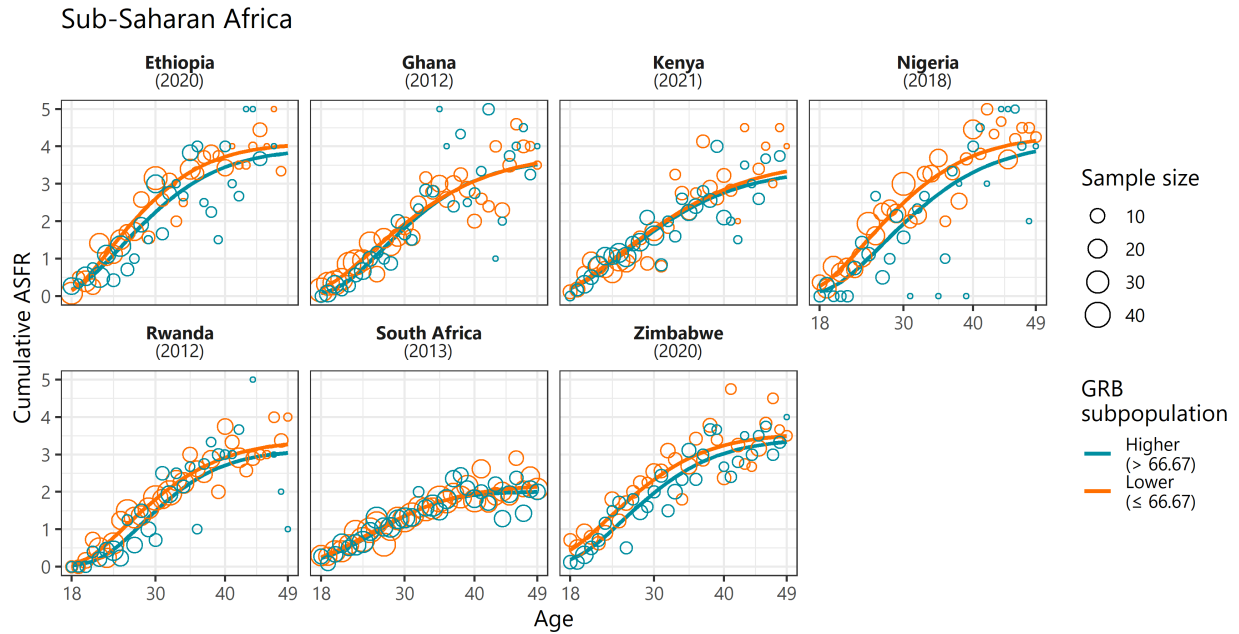 Sub-Saharan Africa
Ethiopia
(2020)
Ghana
(2012)
Kenya
(2021)
Nigeria
(2018)
5
4
3
2
1
0
18
30
40
49
Rwanda
(2012)
South Africa
(2013)
Zimbabwe
(2020)
5
4
3
2
1
0
18
30
40
49
18
30
40
49
18
30
40
49
Cumulative ASFR
Age
Sample size
10
20
30
40
GRB
subpopulation
Higher
(> 66.67)
Lower
(≤ 66.67)